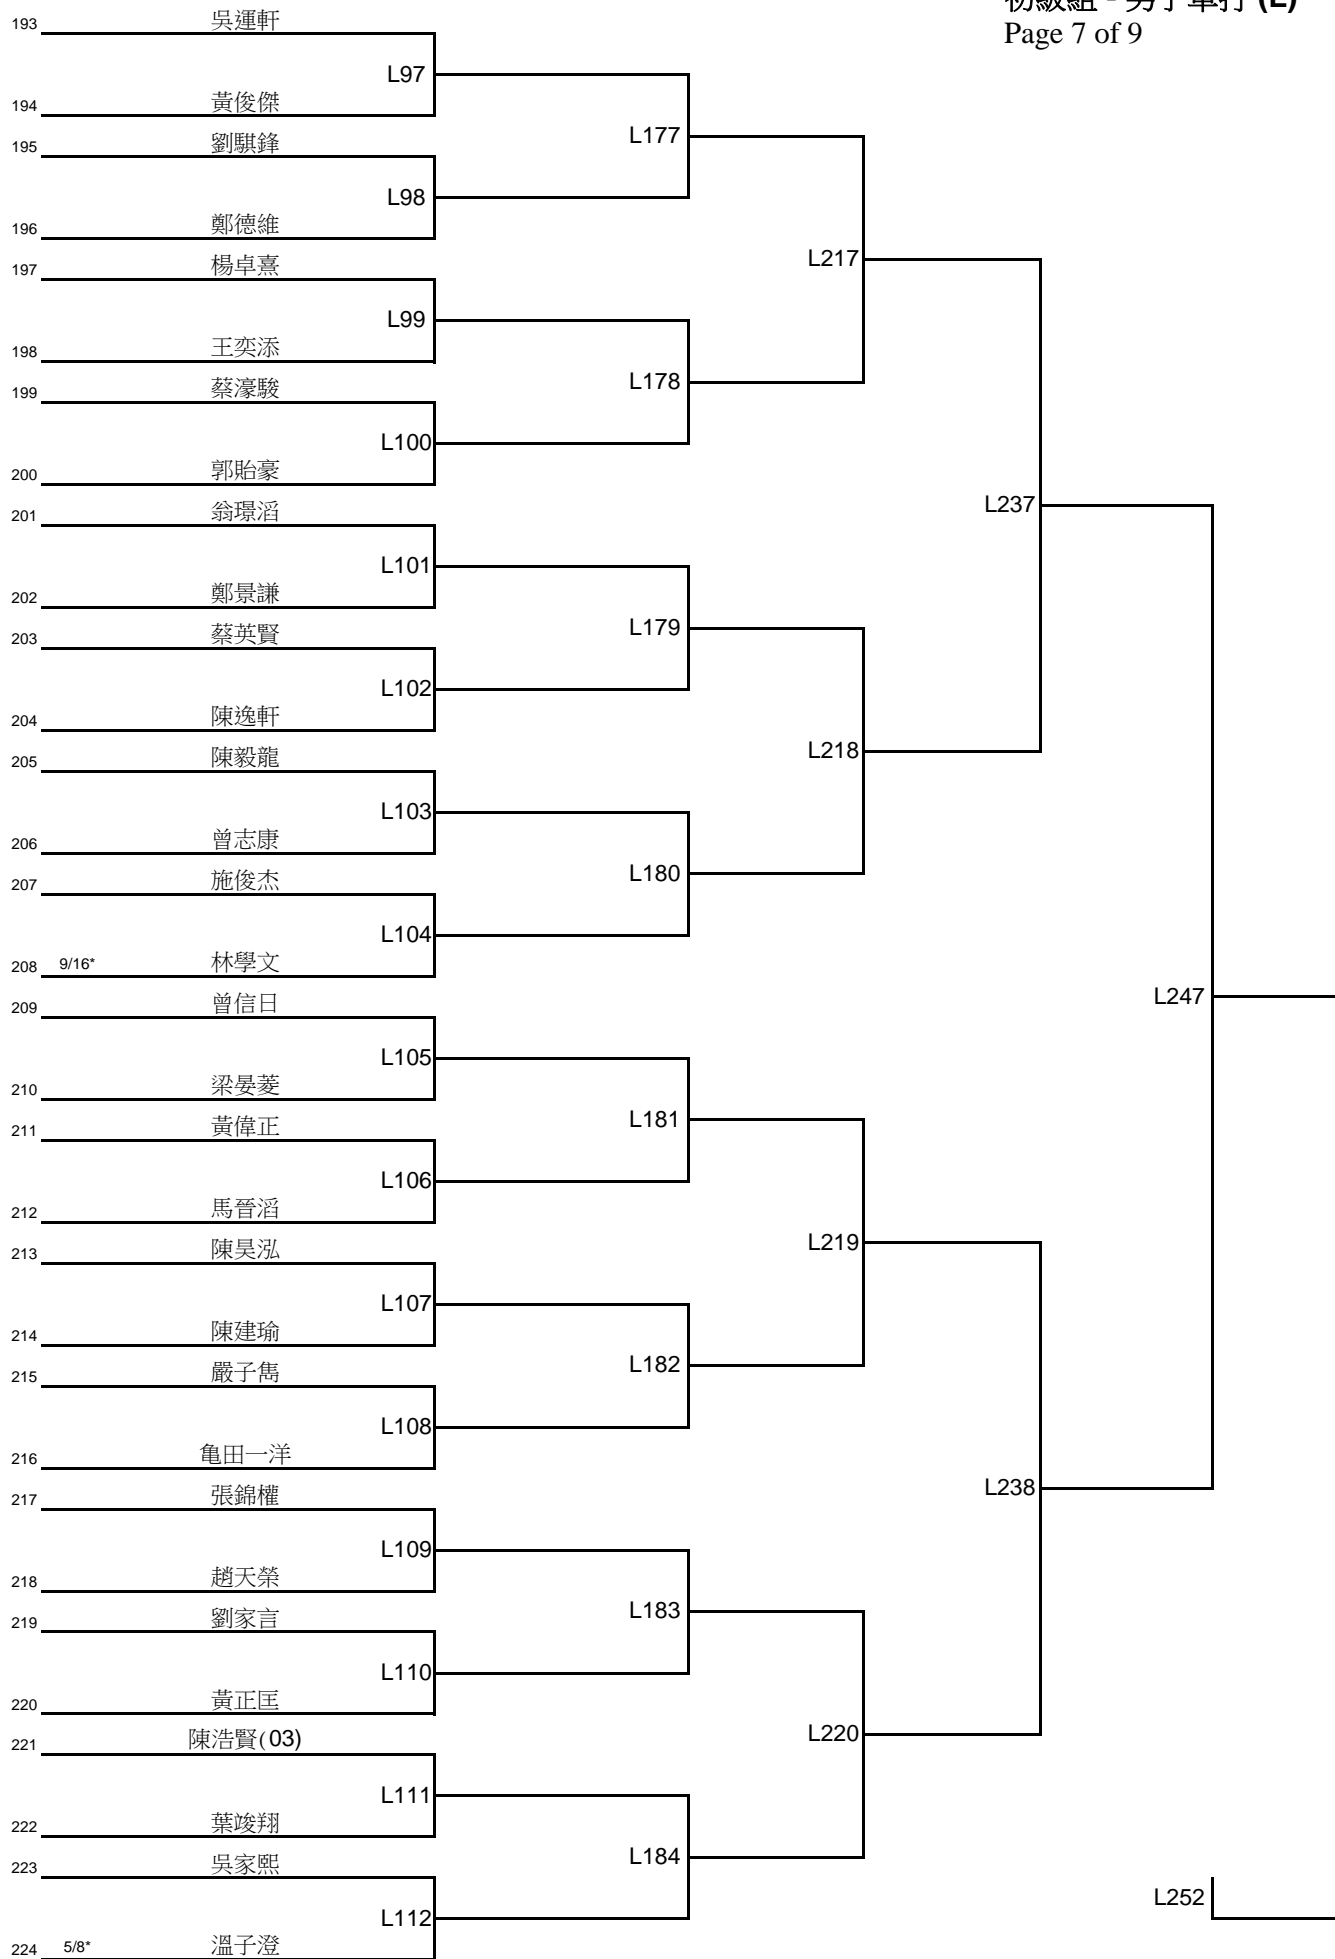 初級組 - 男子單打 (L)
Page 7 of 9
193 吳運軒
L97
194 黃俊傑
L177
195 劉騏鋒
L98
196 鄭德維
L217
197 楊卓熹
L99
198 王奕添
L178
199 蔡濠駿
L100
200 郭貽豪
L237
201 翁璟滔
L101
202 鄭景謙
L179
203 蔡英賢
L102
204 陳逸軒
L218
205 陳毅龍
L103
206 曾志康
L180
207 施俊杰
L104
208 9/16* 林學文
L247
209 曾信日
L105
210 梁晏菱
L181
211 黃偉正
L106
212 馬晉滔
L219
213 陳昊泓
L107
214 陳建瑜
L182
215 嚴子雋
L108
216 亀田一洋
L238
217 張錦權
L109
218 趙天榮
L183
219 劉家言
L110
220 黃正匡
L220
221 陳浩賢(03)
L111
222 葉竣翔
L184
223 吳家熙
L112
L252
224 5/8* 溫子澄